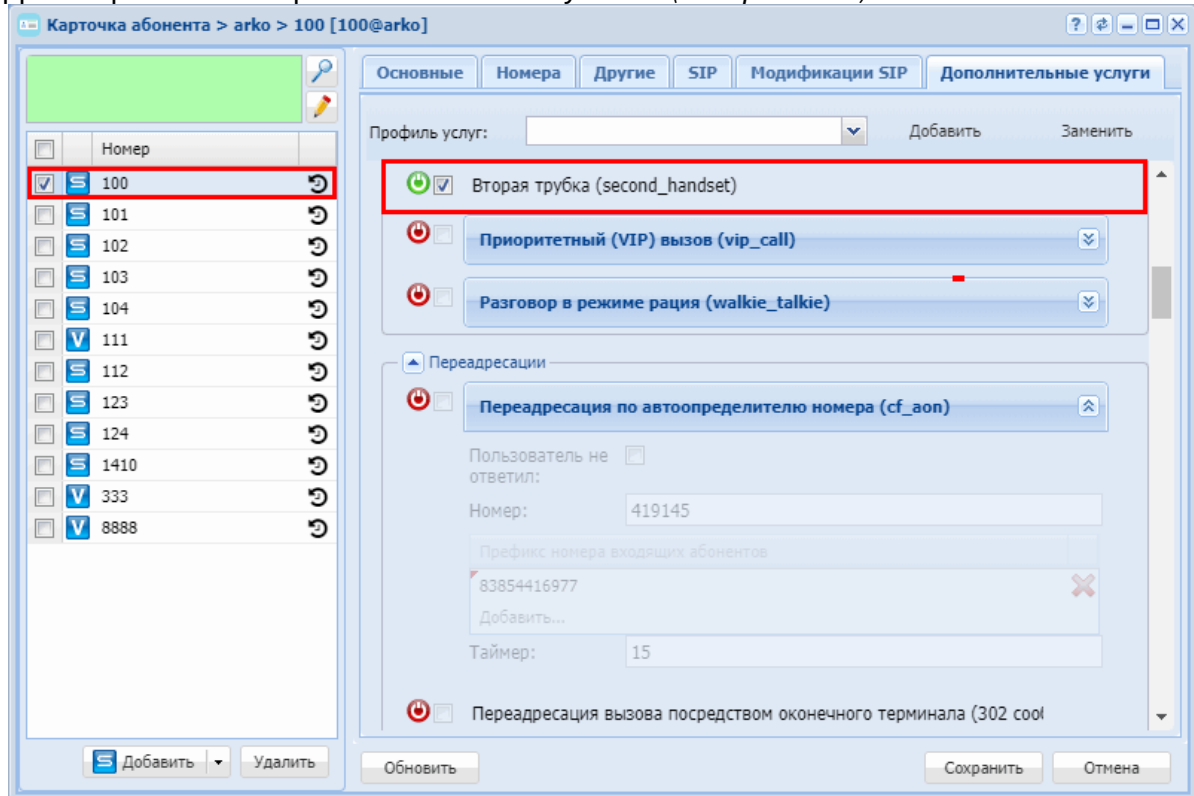 Карточка абонента > arko > 100 [100@arko]
Основные Номера Другие SIP Модификации SIP Дополнительные услуги
Профиль услуг: Добавить Заменить
Номер
100
101
102
103
104
111
112
123
124
1410
333
8888
Вторая трубка (second_handset)
Приоритетный (VIP) вызов (vip_call)
Разговор в режиме рация (walkie_talkie)
Переадресации
Переадресация по автоопределителю номера (cf_aon)
Пользователь не
ответил:
Номер: 419145
Префикс номера входящих абонентов
83854416977
Добавить...
Таймер: 15
Переадресация вызова посредством оконечного терминала (302
Добавить Удалить
Обновить Сохранить Отмена